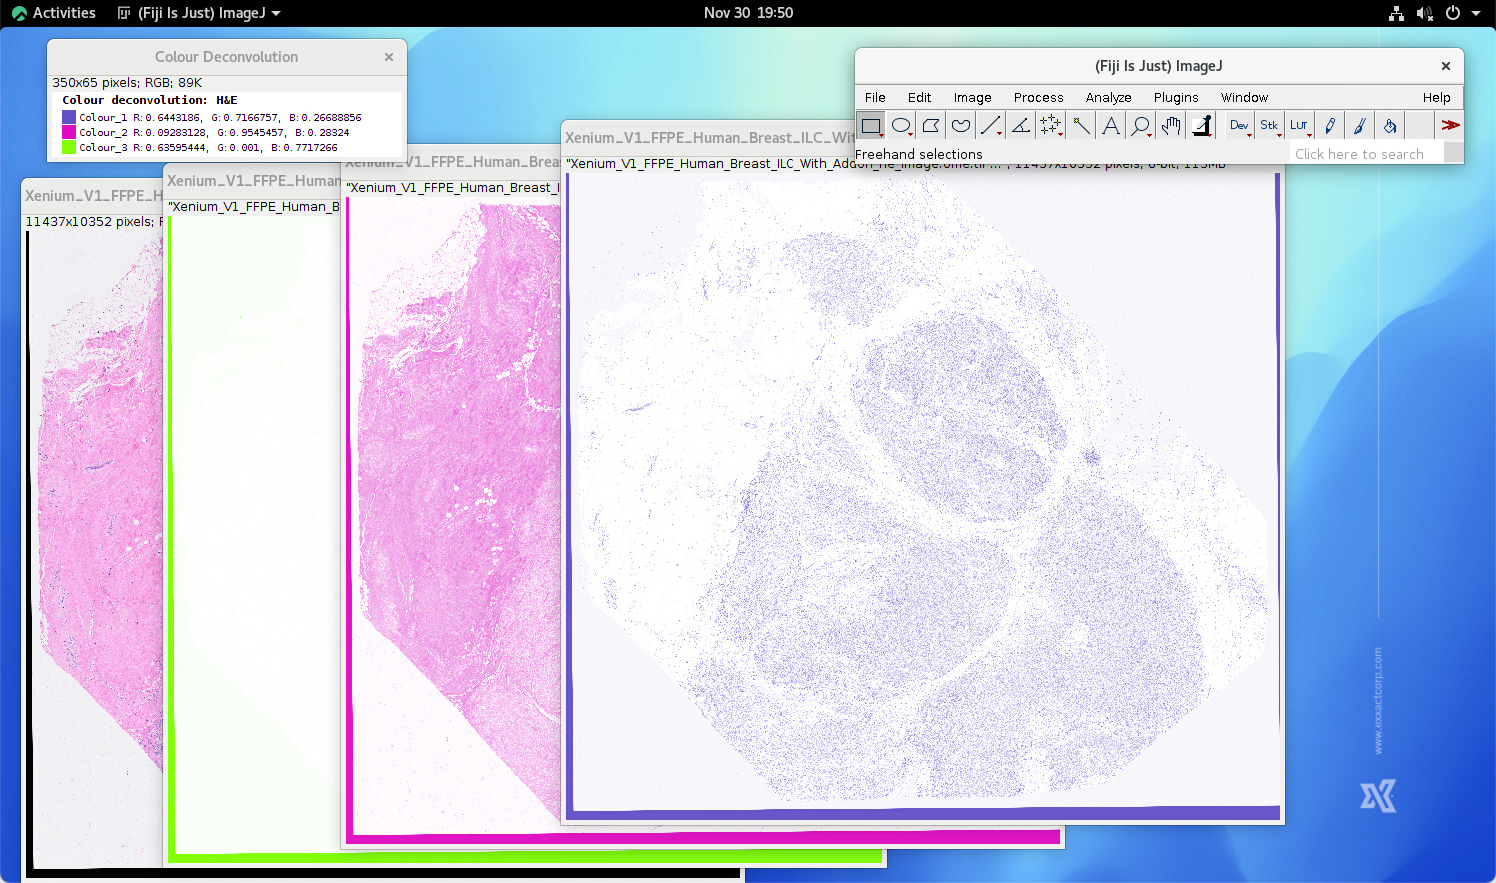 Activities
(Fiji Is Just) ImageJ
Nov 30 19:50
Colour Deconvolution
350x65 pixels; RGB; 89K
Colour deconvolution: H&E
Colour_1 R:0.6443186, G:0.7166757, B:0.26688856
Colour_2 R:0.09283128, G:0.9545457, B:0.28324
Colour_3 R:0.63595444, G:0.001, B:0.7717266
(Fiji Is Just) ImageJ
File Edit Image Process Analyze Plugins Window Help
Dev Stk LUT
Freehand selections
Click here to search
Xenium_V1_FFPE_Human_Breast_ILC_Wit
"Xenium_V1_FFPE_Human_Breast_ILC_With_Addon_he_image.ome.tif ... ; 11437x10352 pixels; 8-bit; 113MB
Xenium_V1_FFPE_Human_Brea
"Xenium_V1_FFPE_Human_Breast_I
Xenium_V1_FFPE_Human
"Xenium_V1_FFPE_Human_B
Xenium_V1_FFPE_H
11437x10352 pixels;
www.exxactcorp.com